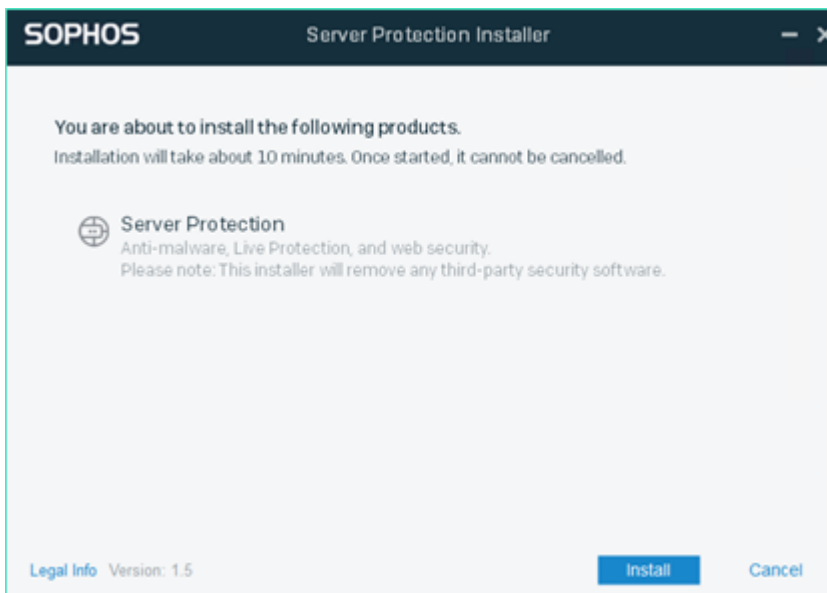 SOPHOS
Server Protection Installer
You are about to install the following products.
Installation will take about 10 minutes. Once started, it cannot be cancelled.
Server Protection
Anti-malware, Live Protection, and web security.
Please note: This installer will remove any third-party security software.
Legal Info Version: 1.5
Install
Cancel